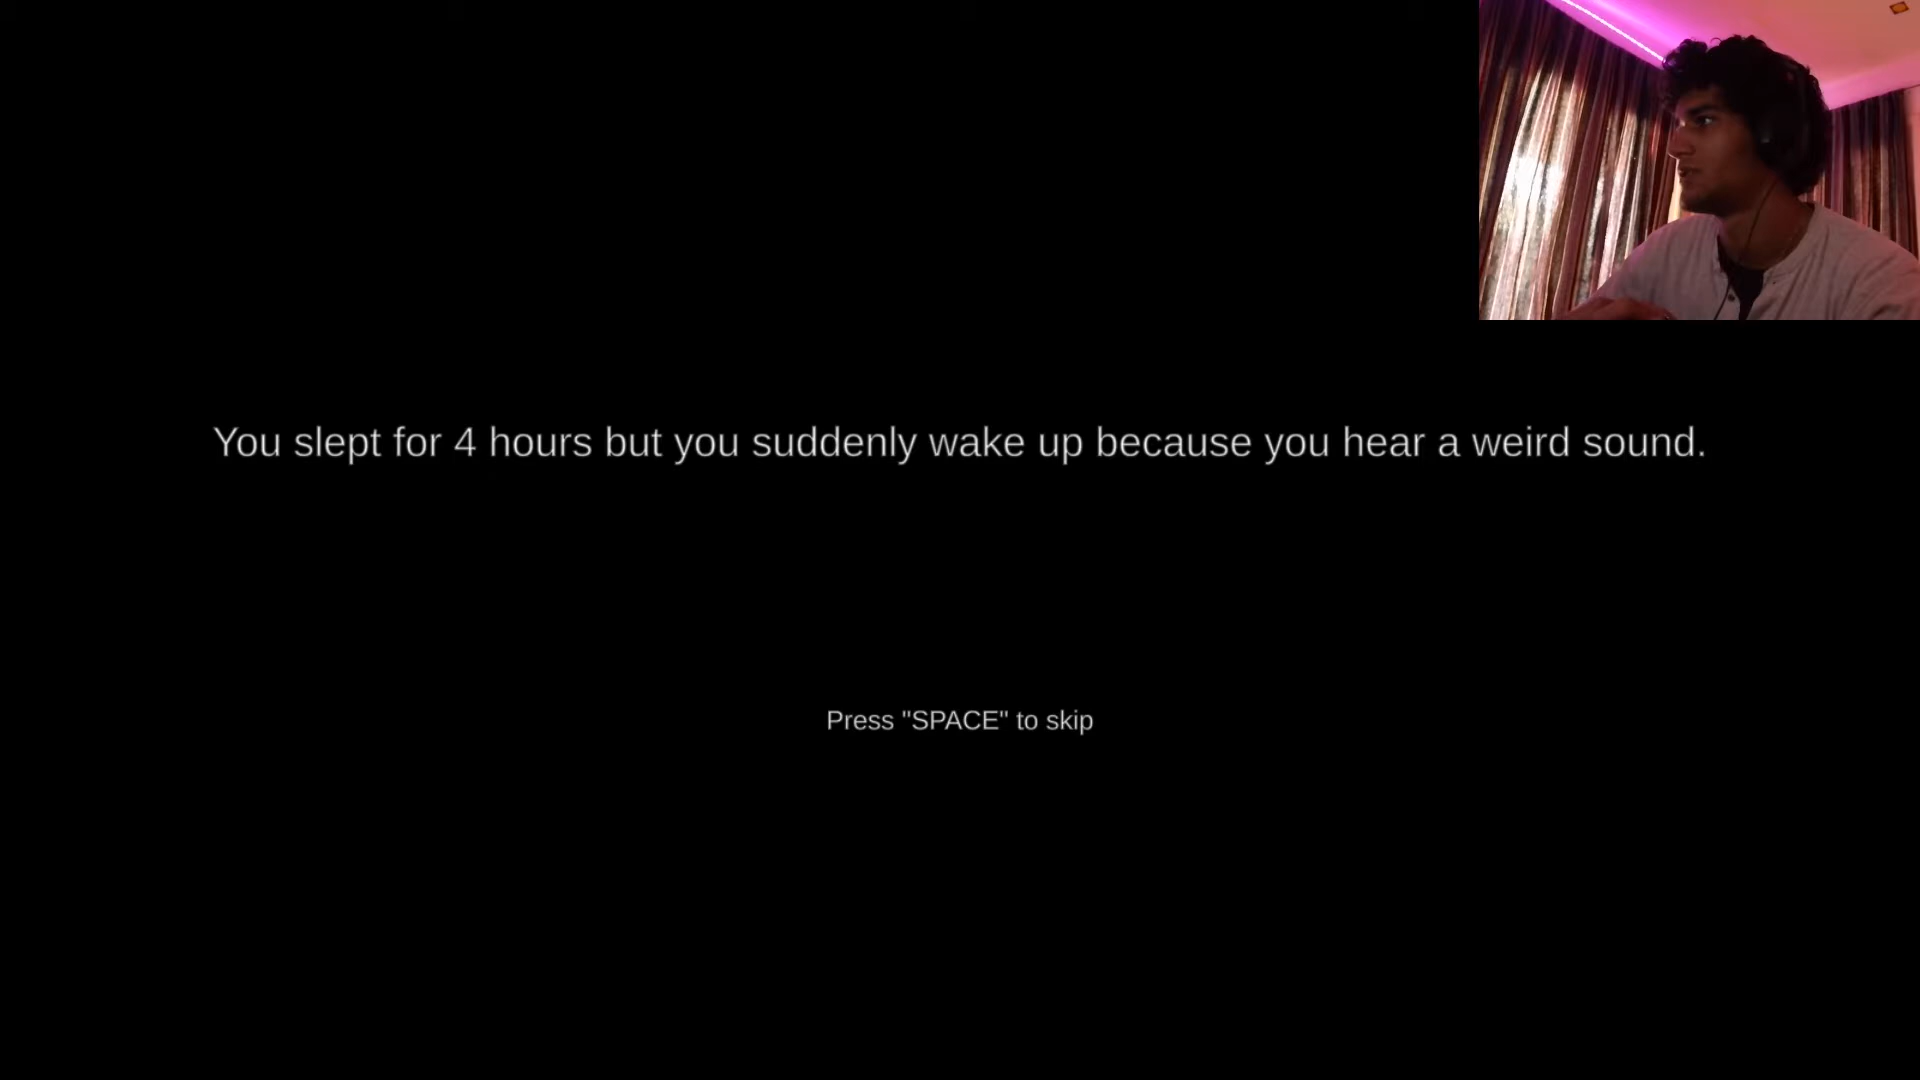 You slept for 4 hours but you suddenly wake up because you hear a weird sound.
Press "SPACE" to skip